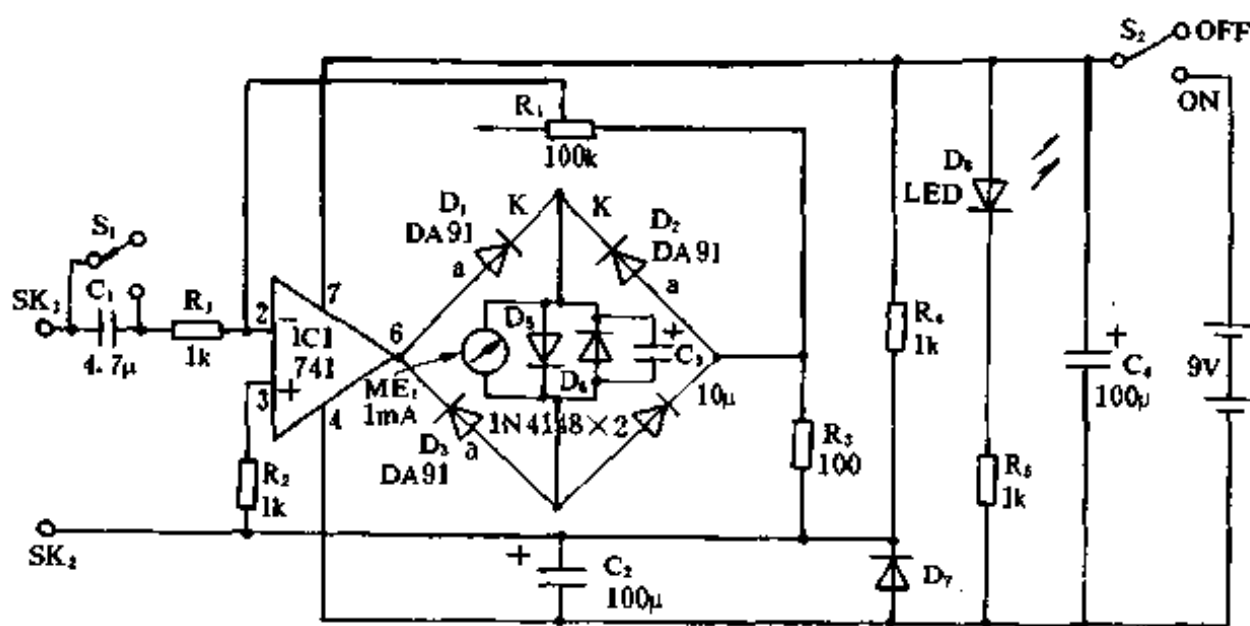 S₂ OFF
ON
R₁
100k
D₁
DA91
K K
D₂
DA91
a a
D₈
LED
S₁
SK₁
C₁
4.7μ
R₁
1k
2
7
6
IC1
741
3
4
ME₁
1mA
D₅
D₆
C₃
10μ
1N4148×2
D₃
DA91
a
R₂
1k
R₃
100
R₄
1k
R₅
1k
C₄
100μ
9V
SK₂
C₂
100μ
D₇